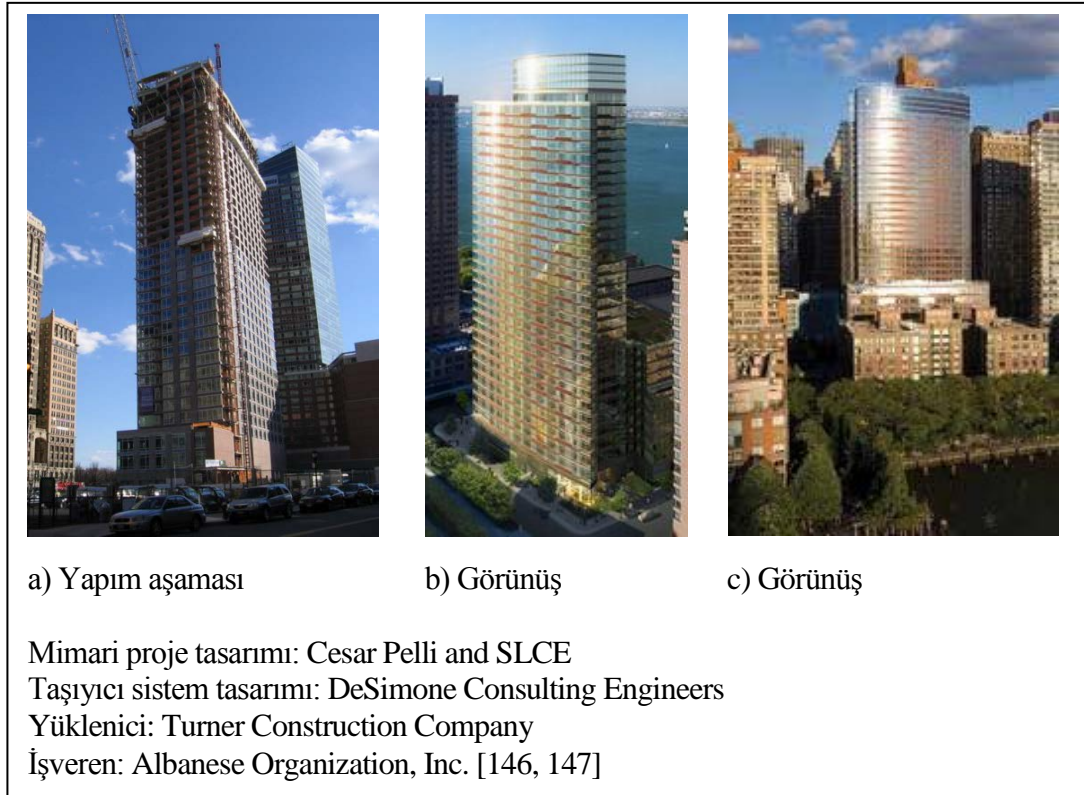 a) Yapım aşaması b) Görünüş c) Görünüş
Mimari proje tasarımı: Cesar Pelli and SLCE
Taşıyıcı sistem tasarımı: DeSimone Consulting Engineers
Yüklenici: Turner Construction Company
İşveren: Albanese Organization, Inc. [146, 147]